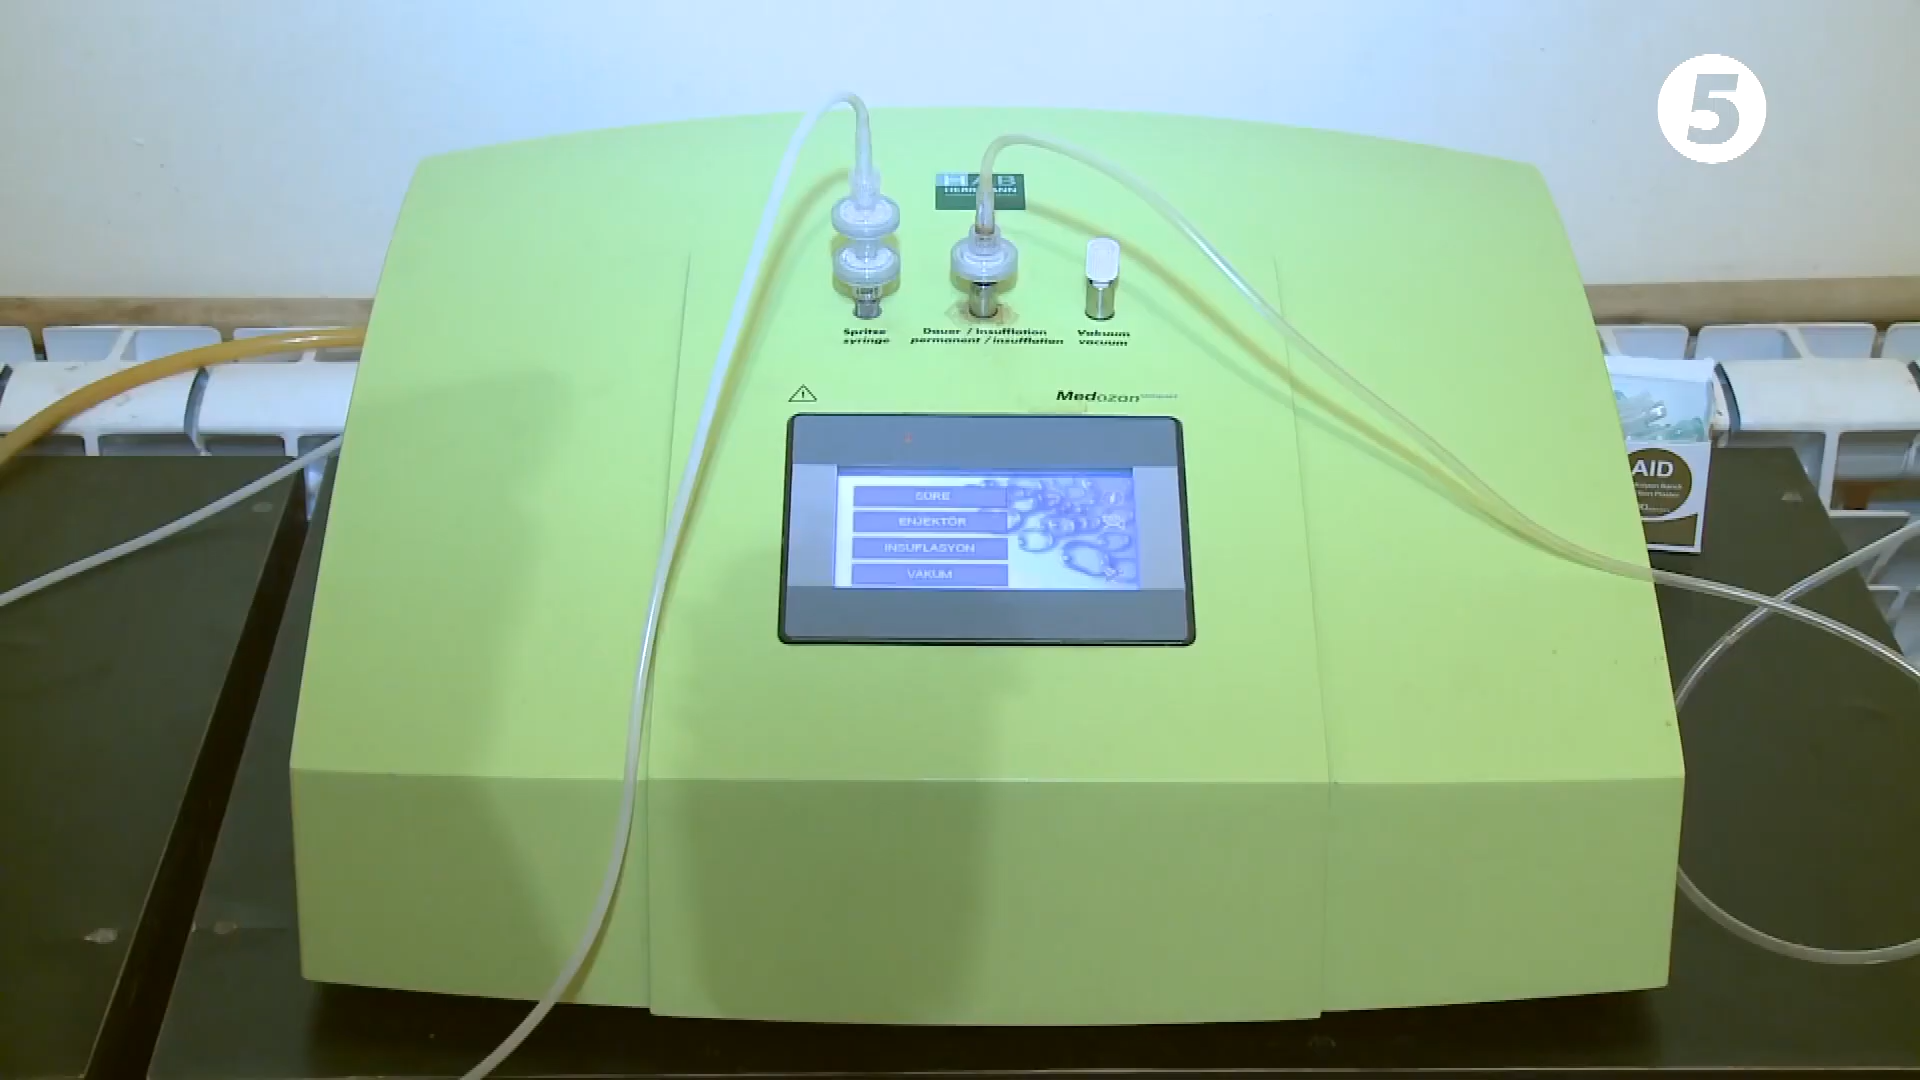 5
HAB
HERRMANN
Spritze
syringe
Dauer / insufflation
permanent / insufflation
Vakuum
vacuum
Medozon
SÜRE
ENJEKTÖR
INSUFLASYON
VAKUM
AID